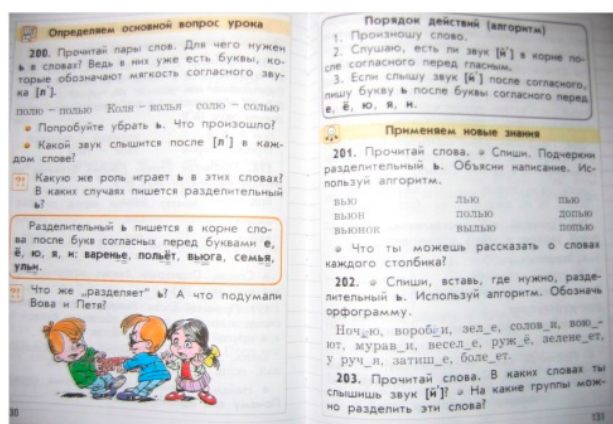 Определяем основной вопрос урока
200. Прочитай пары слов. Для чего нужен
ь в словах? Ведь в них уже есть буквы, ко-
торые обозначают мягкость согласного зву-
ка [л’].
полю – полью Коля – колья солю – солью
Попробуйте убрать ь. Что произошло?
Какой звук слышится после [л’] в каж-
дом слове?
?! Какую же роль играет ь в этих словах?
В каких случаях пишется разделительный
ь?
Разделительный ь пишется в корне сло-
ва после букв согласных перед буквами е,
ё, ю, я, и: варенье, польёт, вьюга, семья,
ульи.
?! Что же „разделяет“ ь? А что подумали
Вова и Петя?
30
Порядок действий (алгоритм)
1. Произношу слово.
2. Слушаю, есть ли звук [й’] в корне по-
сле согласного перед гласным.
3. Если слышу звук [й’] после согласного,
пишу букву ь после буквы согласного перед
е, ё, ю, я, и.
Применяем новые знания
201. Прочитай слова. Спиши. Подчеркни
разделительный ь. Объясни написание. Ис-
пользуй алгоритм.
вью лью пью
вьюн полью допью
вьюнок вылью попью
Что ты можешь рассказать о словах
каждого столбика?
202. Спиши, вставь, где нужно, разде-
лительный ь. Используй алгоритм. Обозначь
орфограмму.
Ноч_ю, вороб_и, зел_е, солов_и, вою_-
ют, мурав_и, весел_е, руж_ё, зелене_ет,
у руч_я, затиш_е, боле_ет.
203. Прочитай слова. В каких словах ты
слышишь звук [й’]? На какие группы мож-
но разделить эти слова?
131